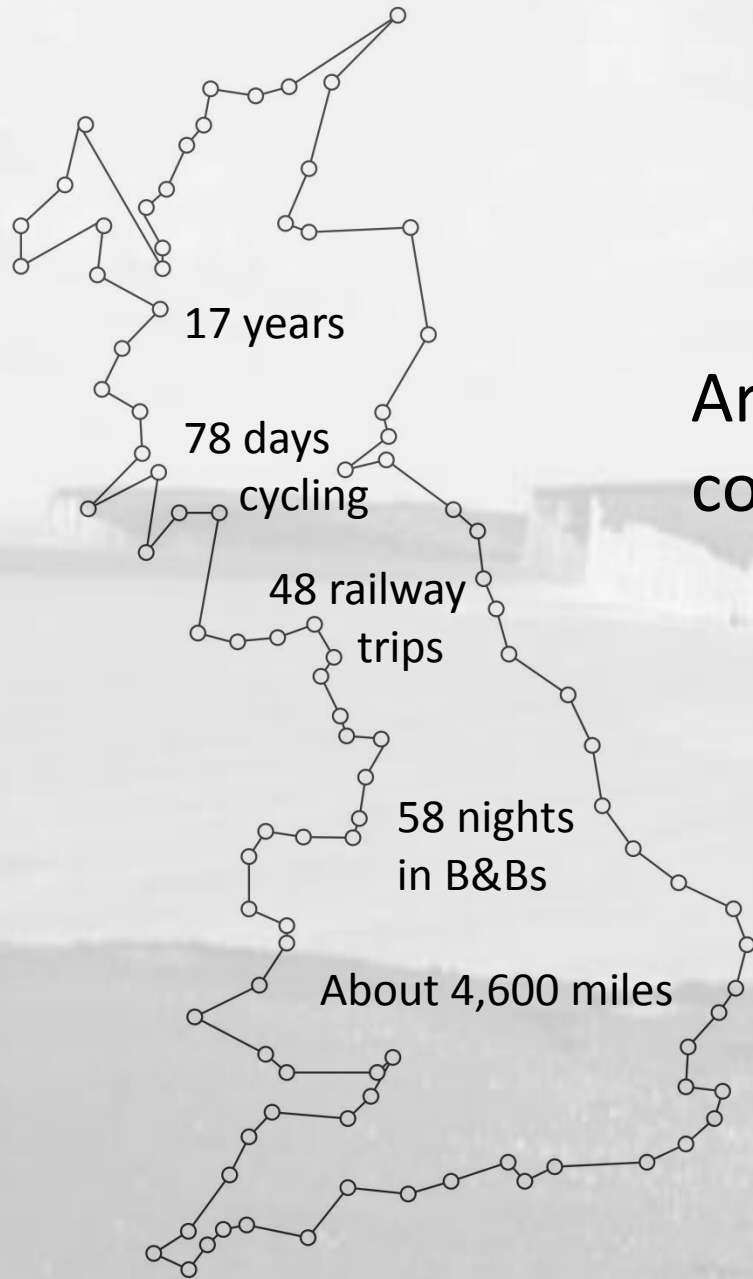 17 years
78 days
cycling
48 railway
trips
58 nights
in B&Bs
About 4,600 miles